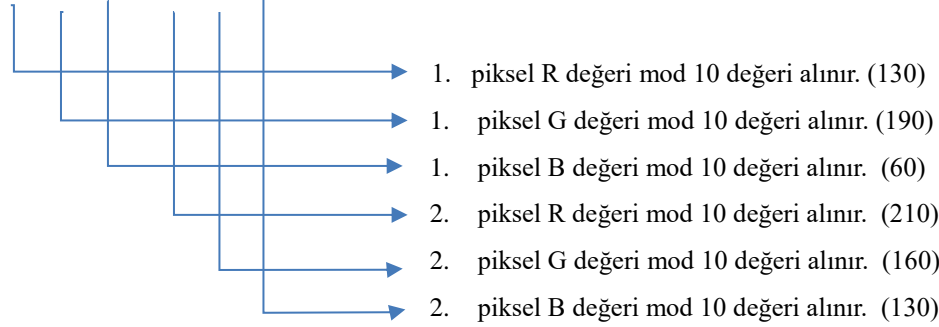 1. piksel R değeri mod 10 değeri alınır. (130)
1. piksel G değeri mod 10 değeri alınır. (190)
1. piksel B değeri mod 10 değeri alınır. (60)
2. piksel R değeri mod 10 değeri alınır. (210)
2. piksel G değeri mod 10 değeri alınır. (160)
2. piksel B değeri mod 10 değeri alınır. (130)